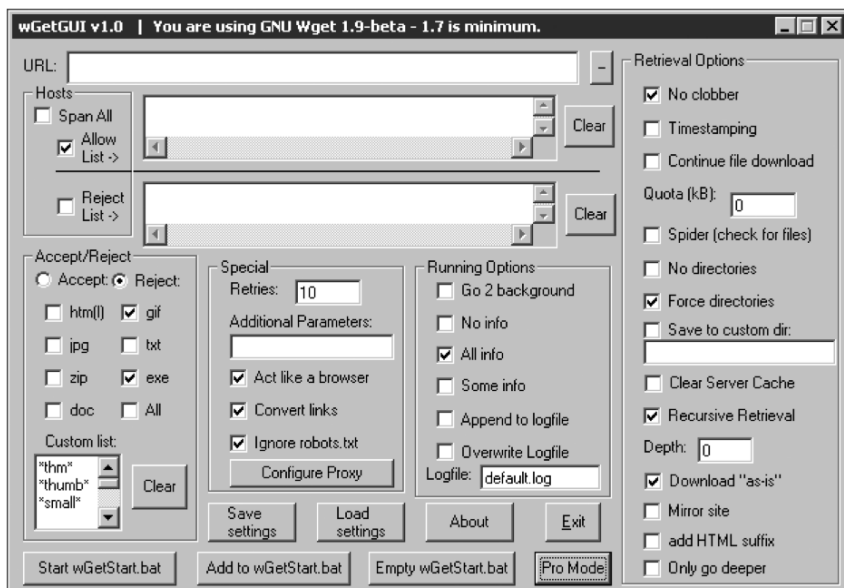 wGetGUI v1.0 | You are using GNU Wget 1.9-beta - 1.7 is minimum.
URL:
-
Hosts
Span All
Allow
List ->
Clear
Reject
List ->
Clear
Accept/Reject
Accept: Reject:
htm(l) gif
jpg txt
zip exe
doc All
Custom list:
*thm*
*thumb*
*small*
Clear
Special
Retries: 10
Additional Parameters:
Act like a browser
Convert links
Ignore robots.txt
Configure Proxy
Running Options
Go 2 background
No info
All info
Some info
Append to logfile
Overwrite Logfile
Logfile: default.log
Save
settings
Load
settings
About
Exit
Start wGetStart.bat
Add to wGetStart.bat
Empty wGetStart.bat
Pro Mode
Retrieval Options
No clobber
Timestamping
Continue file download
Quota (kB): 0
Spider (check for files)
No directories
Force directories
Save to custom dir:
Clear Server Cache
Recursive Retrieval
Depth: 0
Download "as-is"
Mirror site
add HTML suffix
Only go deeper